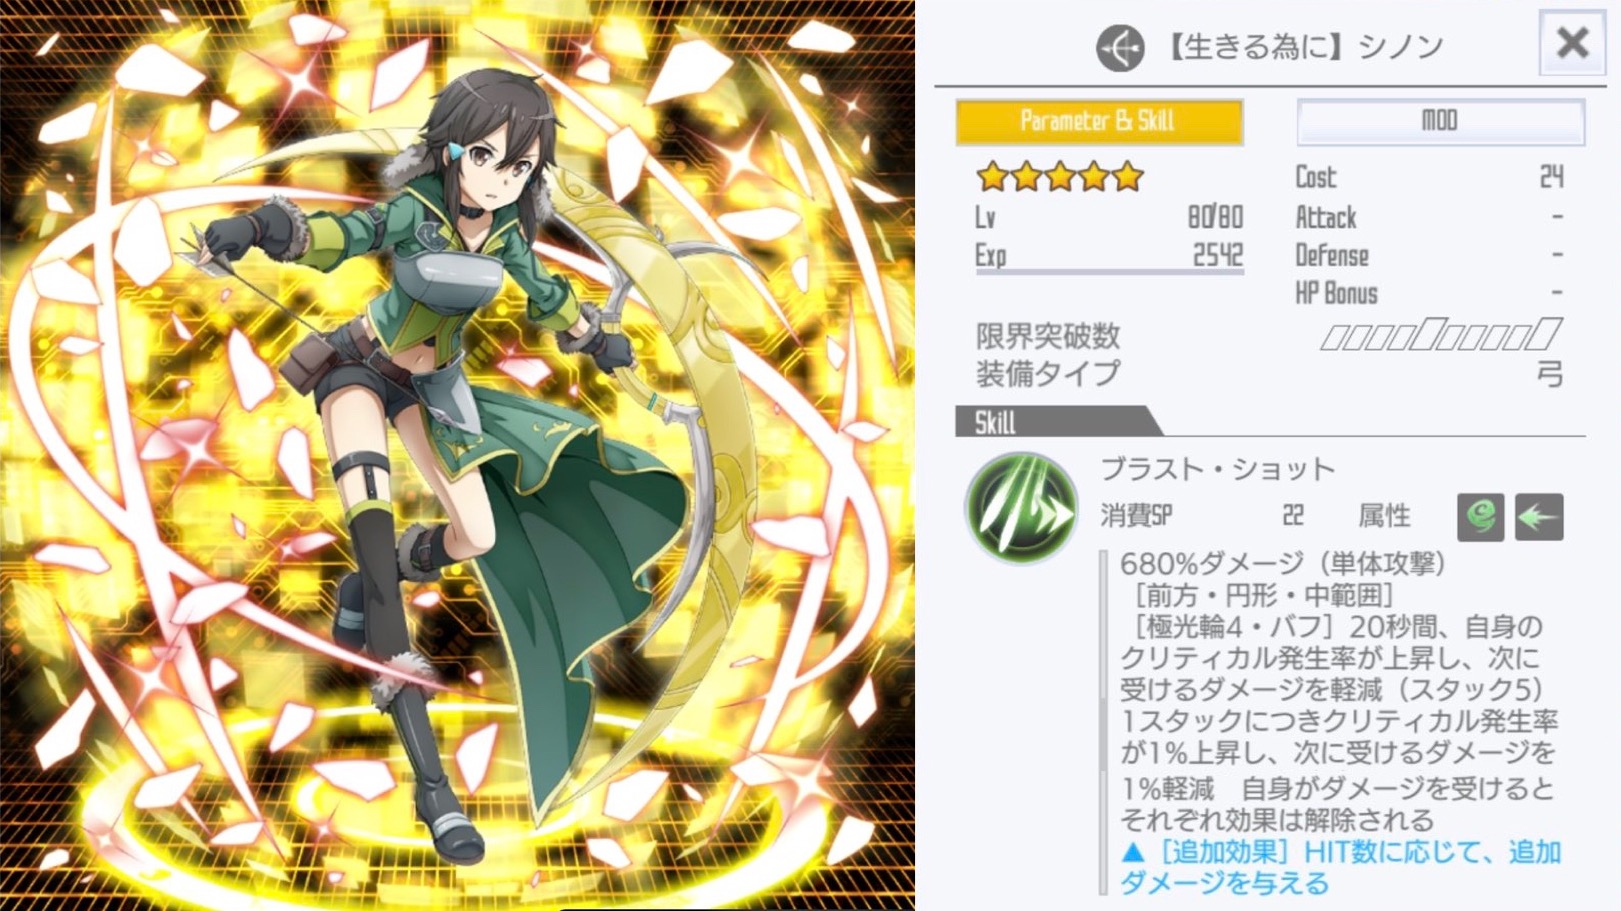 【生きる為に】シノン
Parameter & Skill
MOD
Lv 80/80
Exp 2542
Cost 24
Attack -
Defense -
HP Bonus -
限界突破数
装備タイプ 弓
Skill
ブラスト・ショット
消費SP 22 属性
680%ダメージ（単体攻撃）
［前方・円形・中範囲］
［極光輪4・バフ］20秒間、自身の
クリティカル発生率が上昇し、次に
受けるダメージを軽減（スタック5）
1スタックにつきクリティカル発生率
が1%上昇し、次に受けるダメージを
1%軽減　自身がダメージを受けると
それぞれ効果は解除される
▲［追加効果］HIT数に応じて、追加
ダメージを与える